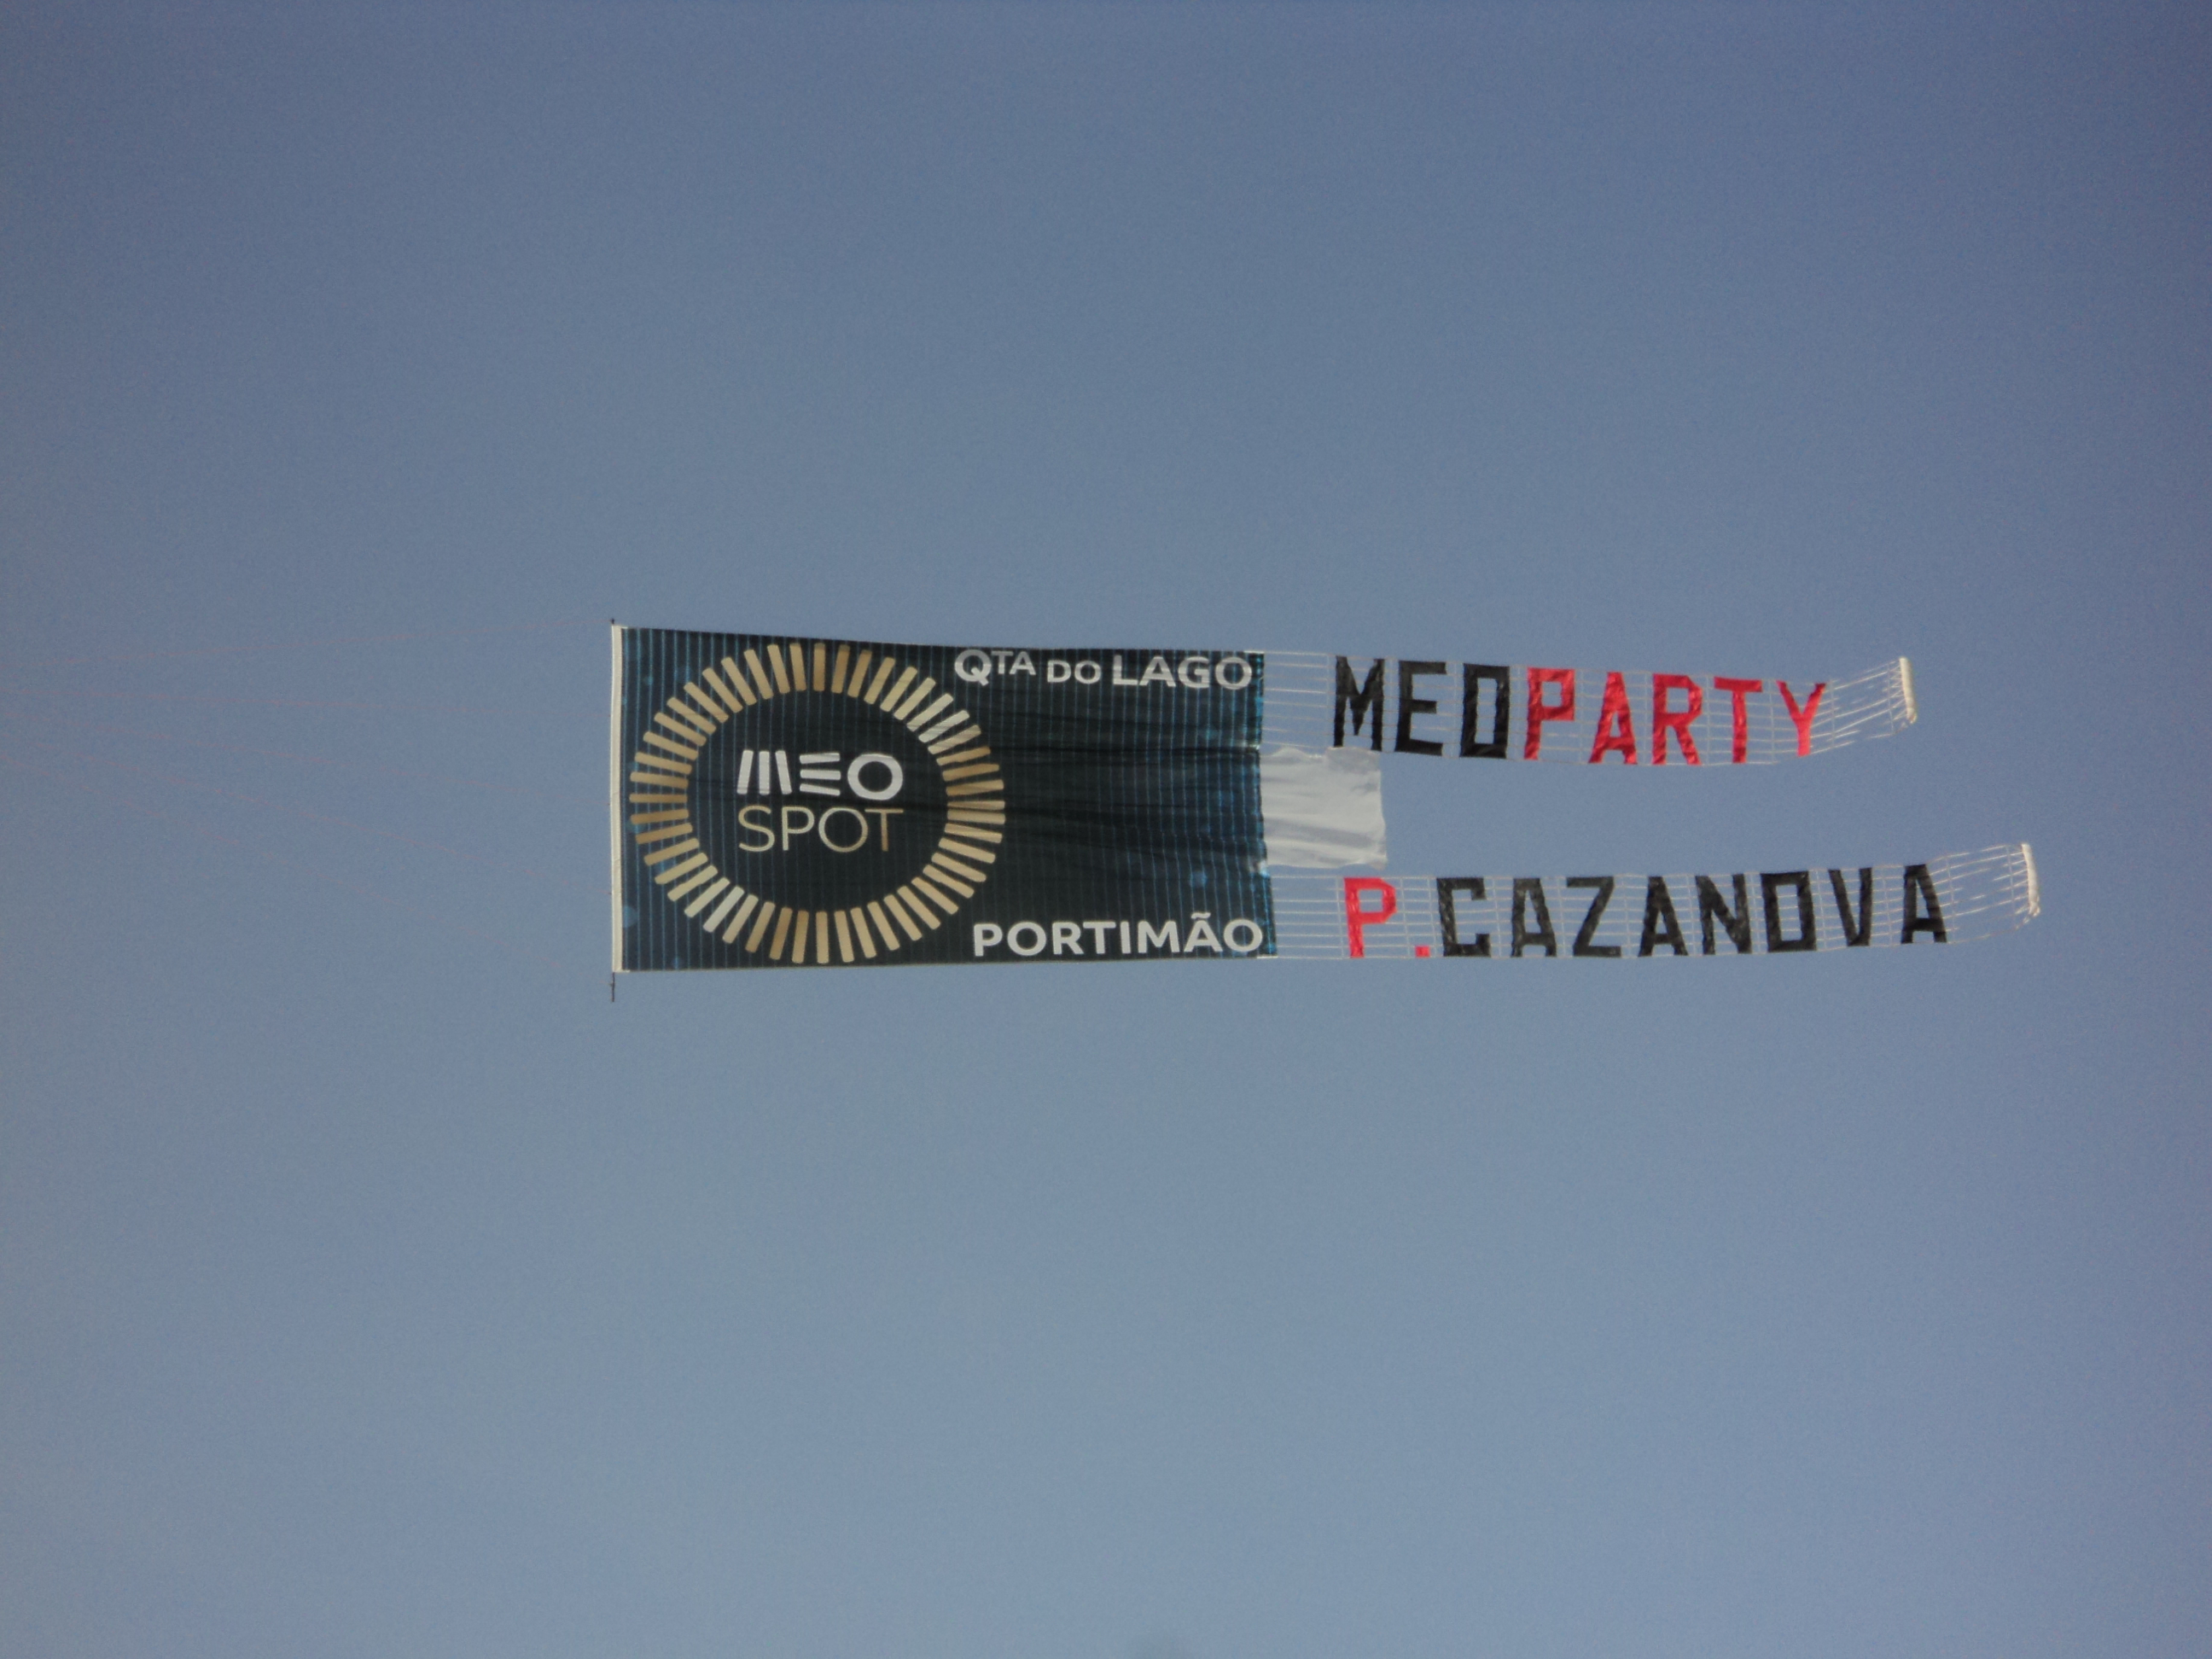 QTA DO LAGO
MEO
SPOT
PORTIMÃO
MEOPARTY
P.CAZANOVA